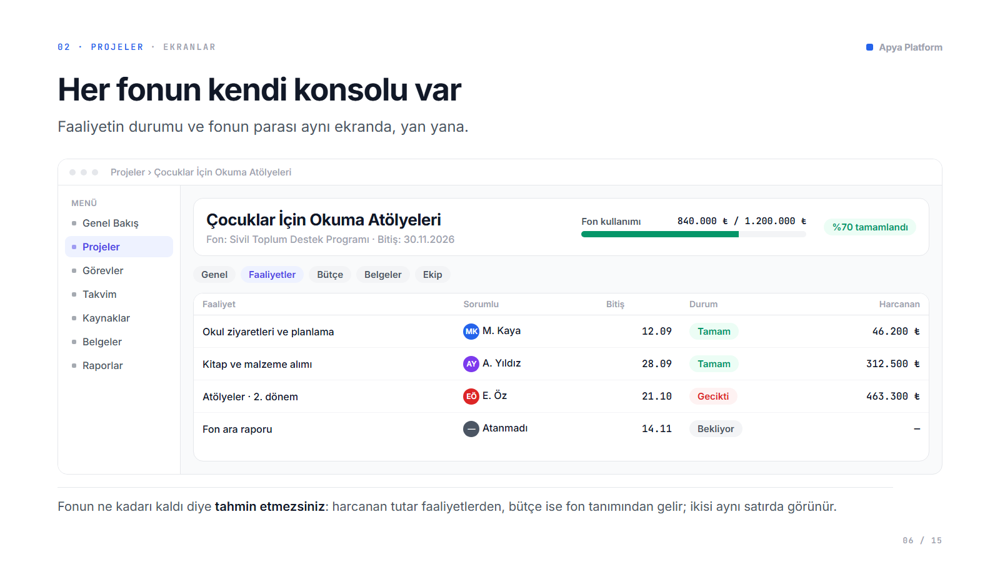 02 · PROJELER · EKRANLAR
Apya Platform
Her fonun kendi konsolu var
Faaliyetin durumu ve fonun parası aynı ekranda, yan yana.
Projeler › Çocuklar İçin Okuma Atölyeleri
MENÜ
Genel Bakış
Projeler
Görevler
Takvim
Kaynaklar
Belgeler
Raporlar
Çocuklar İçin Okuma Atölyeleri
Fon: Sivil Toplum Destek Programı · Bitiş: 30.11.2026
Fon kullanımı 840.000 ₺ / 1.200.000 ₺
%70 tamamlandı
Genel Faaliyetler Bütçe Belgeler Ekip
Faaliyet Sorumlu Bitiş Durum Harcanan
Okul ziyaretleri ve planlama MK M. Kaya 12.09 Tamam 46.200 ₺
Kitap ve malzeme alımı AY A. Yıldız 28.09 Tamam 312.500 ₺
Atölyeler · 2. dönem EÖ E. Öz 21.10 Gecikti 463.300 ₺
Fon ara raporu — Atanmadı 14.11 Bekliyor —
Fonun ne kadarı kaldı diye tahmin etmezsiniz: harcanan tutar faaliyetlerden, bütçe ise fon tanımından gelir; ikisi aynı satırda görünür.
06 / 15